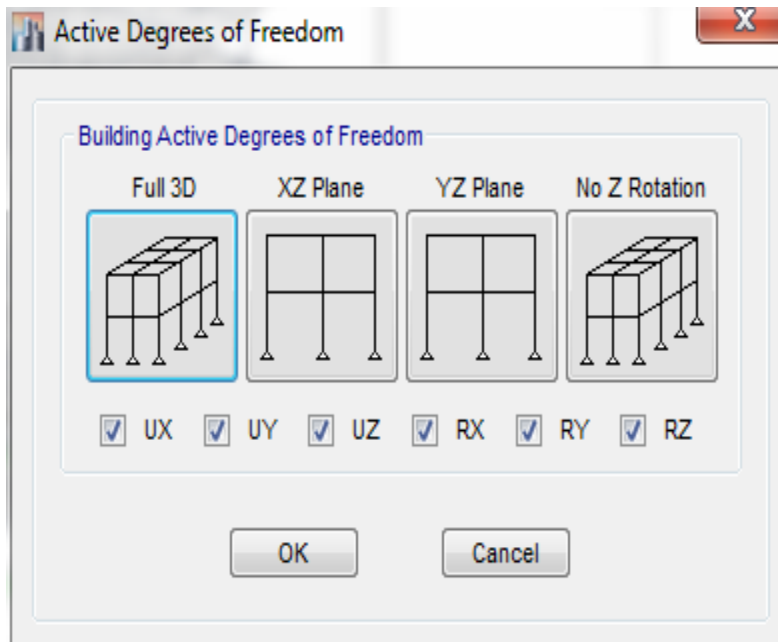 Active Degrees of Freedom
X
Building Active Degrees of Freedom
Full 3D XZ Plane YZ Plane No Z Rotation
UX UY UZ RX RY RZ
OK Cancel